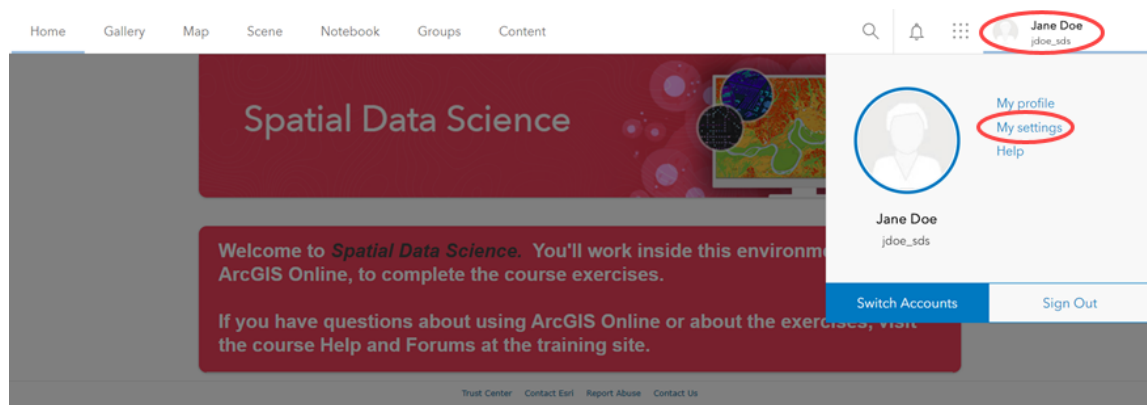 Home Gallery Map Scene Notebook Groups Content
Jane Doe
jdoe_sds
Spatial Data Science
My profile
My settings
Help
Jane Doe
jdoe_sds
Switch Accounts Sign Out
Welcome to Spatial Data Science. You'll work inside this environme
ArcGIS Online, to complete the course exercises.
If you have questions about using ArcGIS Online or about the exercises, visit
the course Help and Forums at the training site.
Trust Center Contact Esri Report Abuse Contact Us